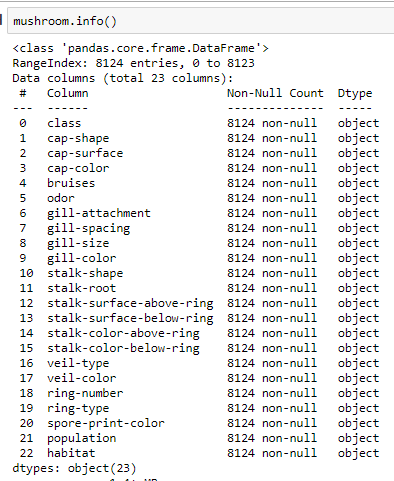 mushroom.info()
<class 'pandas.core.frame.DataFrame'>
RangeIndex: 8124 entries, 0 to 8123
Data columns (total 23 columns):
 #   Column                    Non-Null Count  Dtype
---  ------                    --------------  -----
 0   class                     8124 non-null   object
 1   cap-shape                 8124 non-null   object
 2   cap-surface               8124 non-null   object
 3   cap-color                 8124 non-null   object
 4   bruises                   8124 non-null   object
 5   odor                      8124 non-null   object
 6   gill-attachment           8124 non-null   object
 7   gill-spacing              8124 non-null   object
 8   gill-size                 8124 non-null   object
 9   gill-color                8124 non-null   object
 10  stalk-shape               8124 non-null   object
 11  stalk-root                8124 non-null   object
 12  stalk-surface-above-ring  8124 non-null   object
 13  stalk-surface-below-ring  8124 non-null   object
 14  stalk-color-above-ring    8124 non-null   object
 15  stalk-color-below-ring    8124 non-null   object
 16  veil-type                 8124 non-null   object
 17  veil-color                8124 non-null   object
 18  ring-number               8124 non-null   object
 19  ring-type                 8124 non-null   object
 20  spore-print-color         8124 non-null   object
 21  population                8124 non-null   object
 22  habitat                   8124 non-null   object
dtypes: object(23)